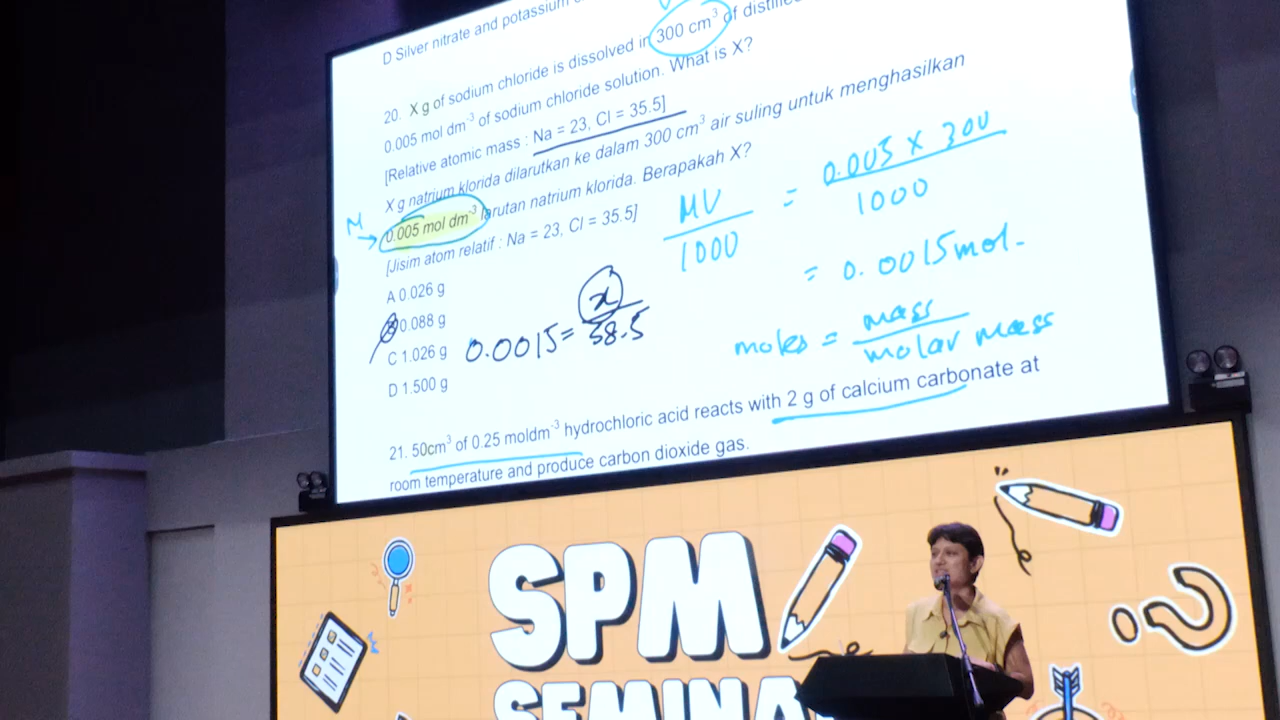 D Silver nitrate and potassium
20. X g of sodium chloride is dissolved in 300 cm³ of distilled
0.005 mol dm⁻³ of sodium chloride solution. What is X?
[Relative atomic mass : Na = 23, Cl = 35.5]
X g natrium klorida dilarutkan ke dalam 300 cm³ air suling untuk menghasilkan
M → 0.005 mol dm⁻³ larutan natrium klorida. Berapakah X?
[Jisim atom relatif : Na = 23, Cl = 35.5]
MV / 1000 = 0.005 x 300 / 1000
= 0.0015 mol.
moles = mass / molar mass
A 0.026 g
B 0.088 g
C 1.026 g
D 1.500 g
0.0015 = x / 58.5
21. 50cm³ of 0.25 moldm⁻³ hydrochloric acid reacts with 2 g of calcium carbonate at
room temperature and produce carbon dioxide gas.
SPM